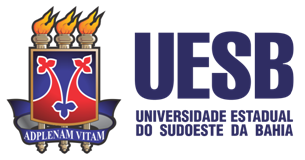 UESB
UNIVERSIDADE ESTADUAL
DO SUDOESTE DA BAHIA
ADPLENAM VITAM